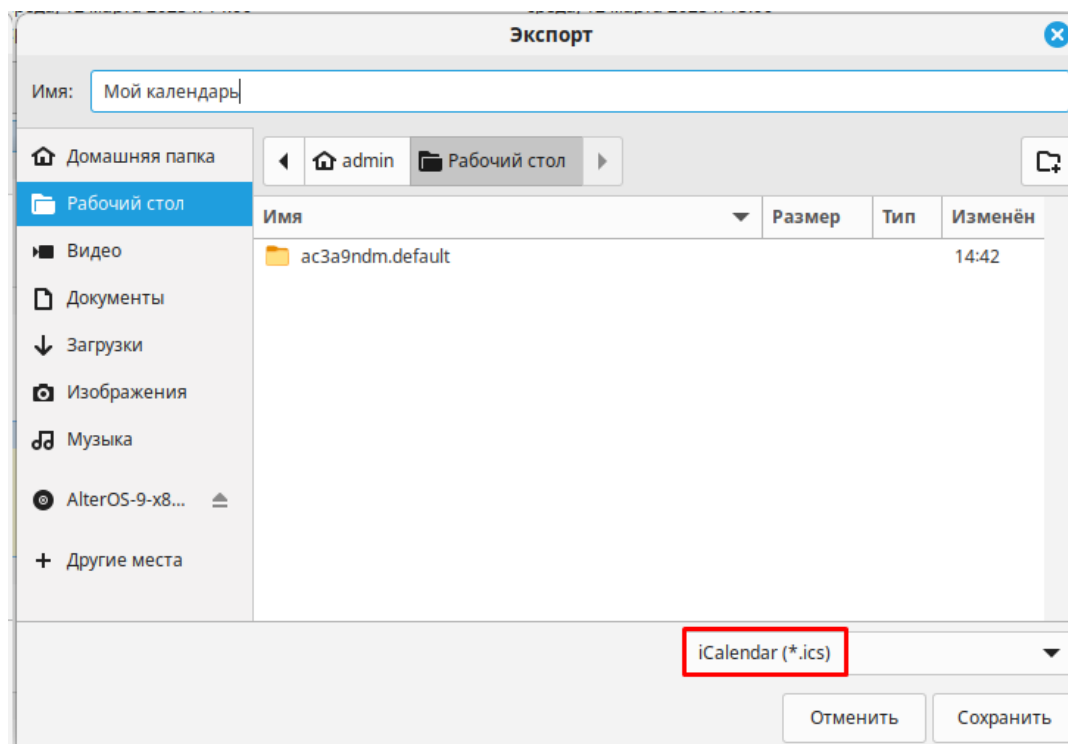 Экспорт
Имя: Мой календарь
Домашняя папка
Рабочий стол
Видео
Документы
Загрузки
Изображения
Музыка
AlterOS-9-x8...
Другие места
admin Рабочий стол
Имя Размер Тип Изменён
ac3a9ndm.default 14:42
iCalendar (*.ics)
Отменить Сохранить